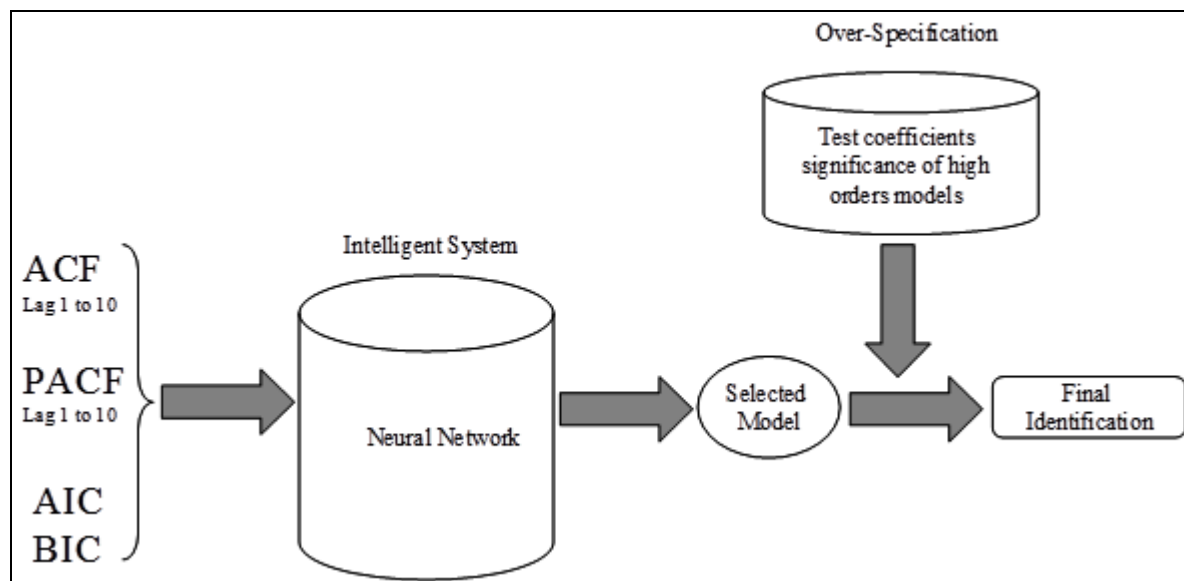 Over-Specification
Test coefficients
significance of high
orders models
Intelligent System
ACF
Lag 1 to 10
PACF
Lag 1 to 10
AIC
BIC
Neural Network
Selected
Model
Final
Identification